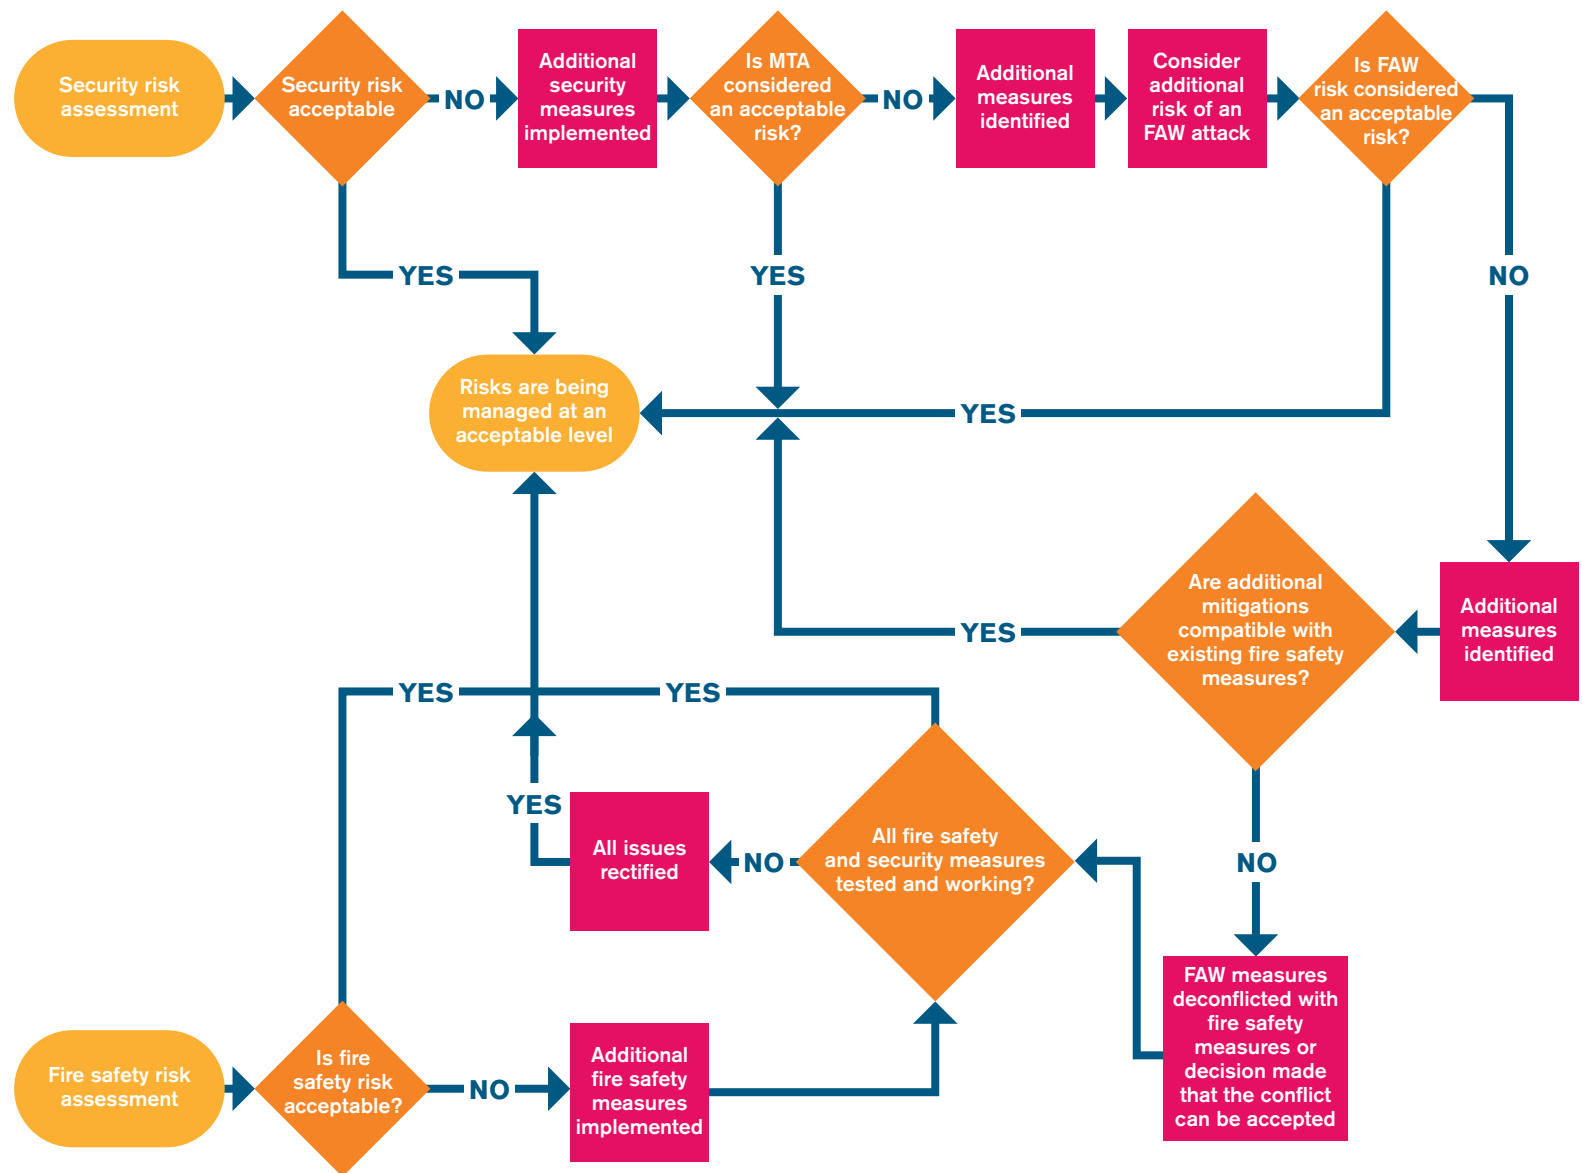 Security risk
assessment
Security risk
acceptable
NO
Additional
security
measures
implemented
Is MTA
considered
an acceptable
risk?
NO
Additional
measures
identified
Consider
additional
risk of an
FAW attack
Is FAW
risk considered
an acceptable
risk?
YES
YES
NO
Risks are being
managed at an
acceptable level
YES
Are additional
mitigations
compatible with
existing fire safety
measures?
Additional
measures
identified
YES
YES
YES
YES
All issues
rectified
NO
All fire safety
and security measures
tested and working?
NO
FAW measures
deconflicted with
fire safety
measures or
decision made
that the conflict
can be accepted
Fire safety risk
assessment
Is fire
safety risk
acceptable?
NO
Additional
fire safety
measures
implemented